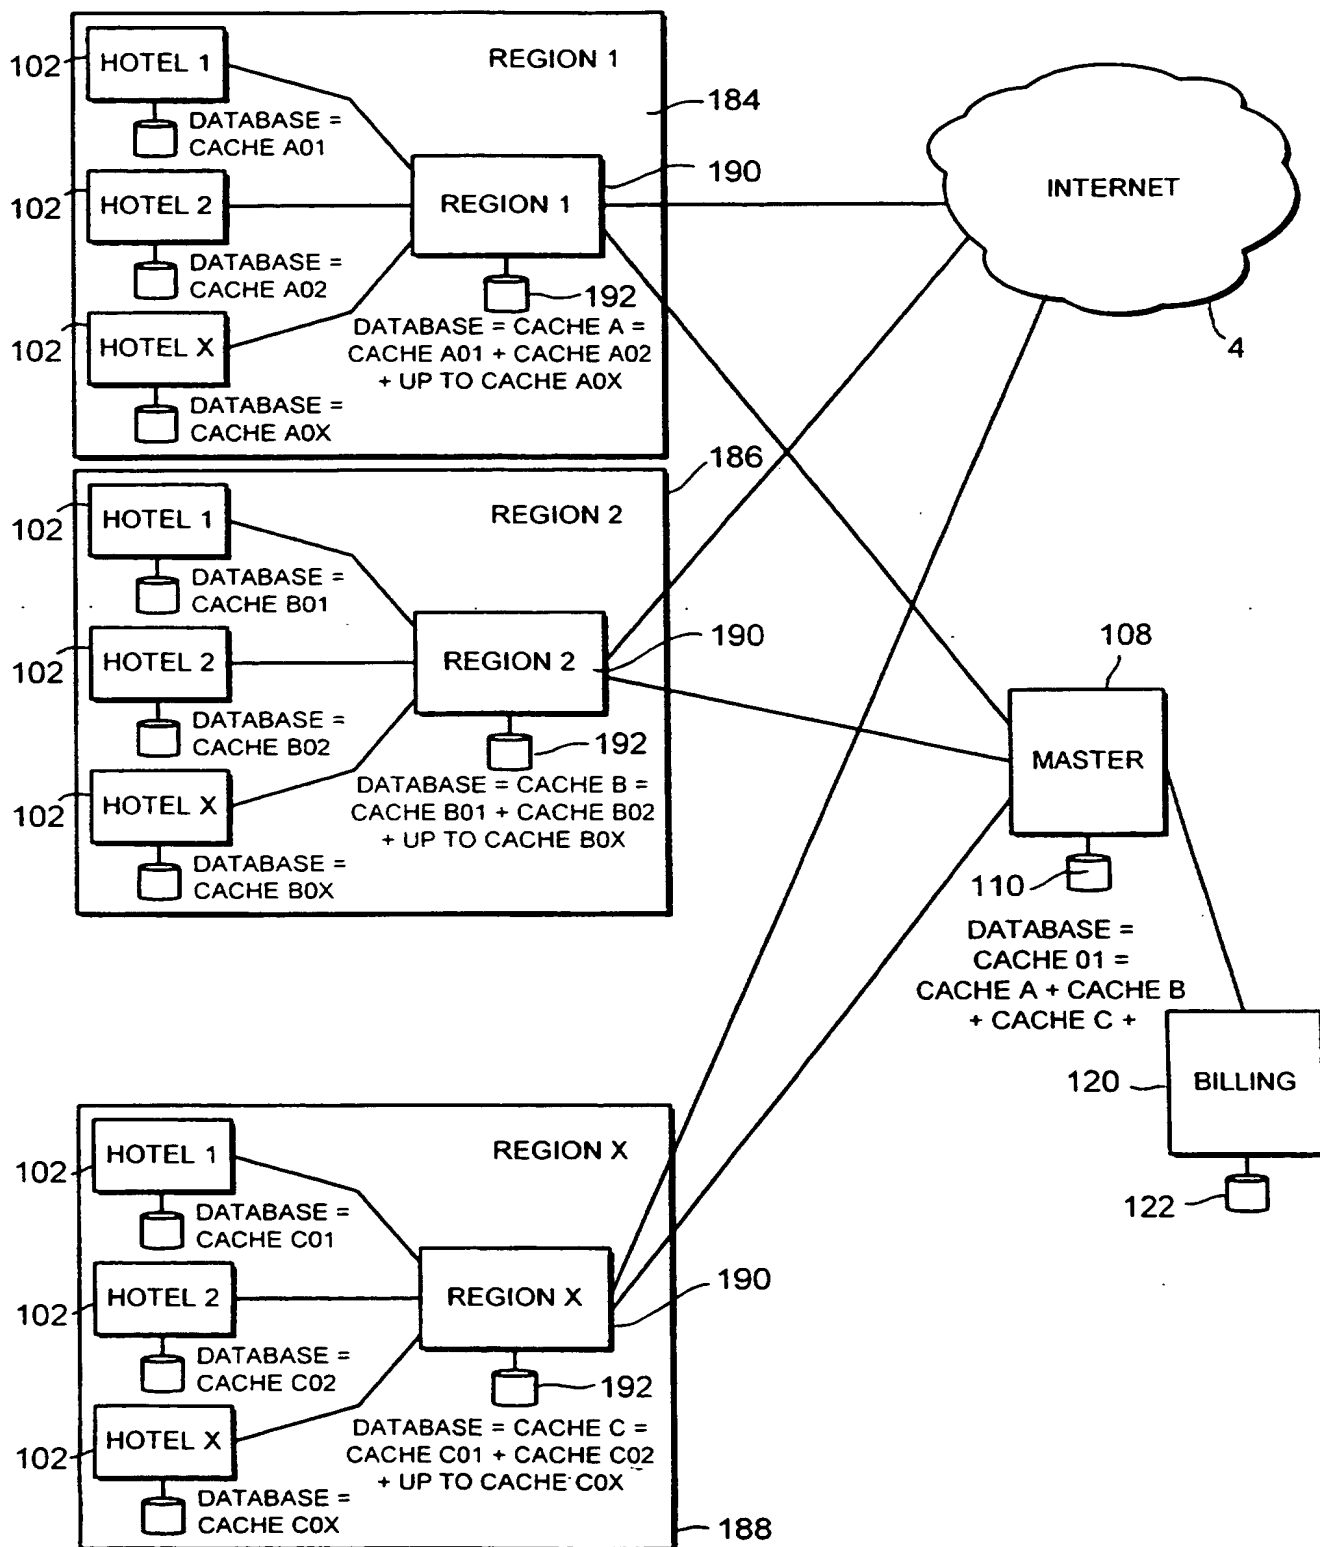 REGION 1
184
102
HOTEL 1
DATABASE =
CACHE A01
102
HOTEL 2
DATABASE =
CACHE A02
102
HOTEL X
DATABASE =
CACHE A0X
190
REGION 1
192
DATABASE = CACHE A =
CACHE A01 + CACHE A02
+ UP TO CACHE A0X
INTERNET
4
186
REGION 2
102
HOTEL 1
DATABASE =
CACHE B01
102
HOTEL 2
DATABASE =
CACHE B02
102
HOTEL X
DATABASE =
CACHE B0X
190
REGION 2
192
DATABASE = CACHE B =
CACHE B01 + CACHE B02
+ UP TO CACHE B0X
108
MASTER
110
DATABASE =
CACHE 01 =
CACHE A + CACHE B
+ CACHE C +
120
BILLING
122
REGION X
102
HOTEL 1
DATABASE =
CACHE C01
102
HOTEL 2
DATABASE =
CACHE C02
102
HOTEL X
DATABASE =
CACHE C0X
190
REGION X
192
DATABASE = CACHE C =
CACHE C01 + CACHE C02
+ UP TO CACHE C0X
188